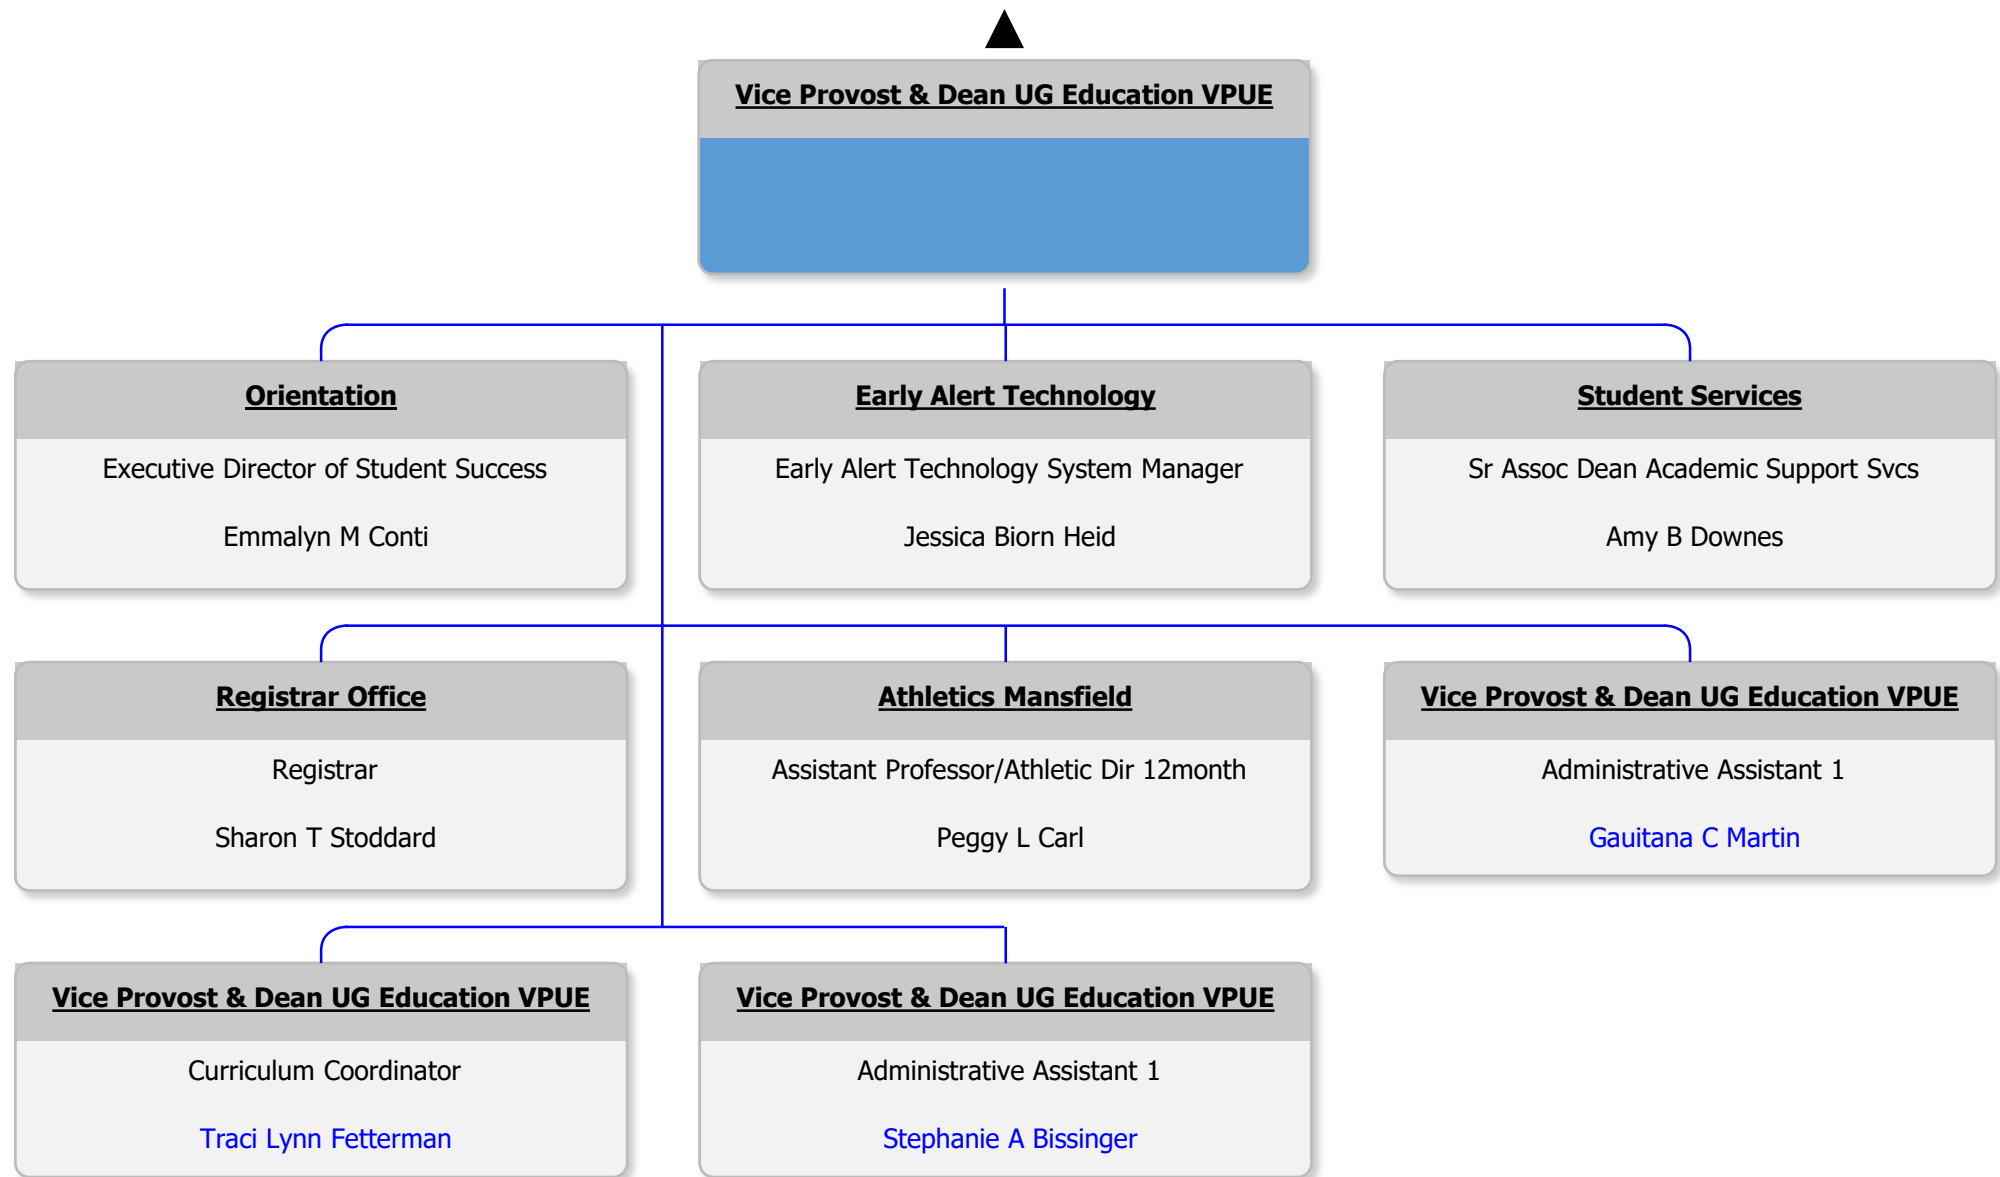 Vice Provost & Dean UG Education VPUE
Orientation
Executive Director of Student Success
Emmalyn M Conti
Early Alert Technology
Early Alert Technology System Manager
Jessica Biorn Heid
Student Services
Sr Assoc Dean Academic Support Svcs
Amy B Downes
Registrar Office
Registrar
Sharon T Stoddard
Athletics Mansfield
Assistant Professor/Athletic Dir 12month
Peggy L Carl
Vice Provost & Dean UG Education VPUE
Administrative Assistant 1
Gauitana C Martin
Vice Provost & Dean UG Education VPUE
Curriculum Coordinator
Traci Lynn Fetterman
Vice Provost & Dean UG Education VPUE
Administrative Assistant 1
Stephanie A Bissinger